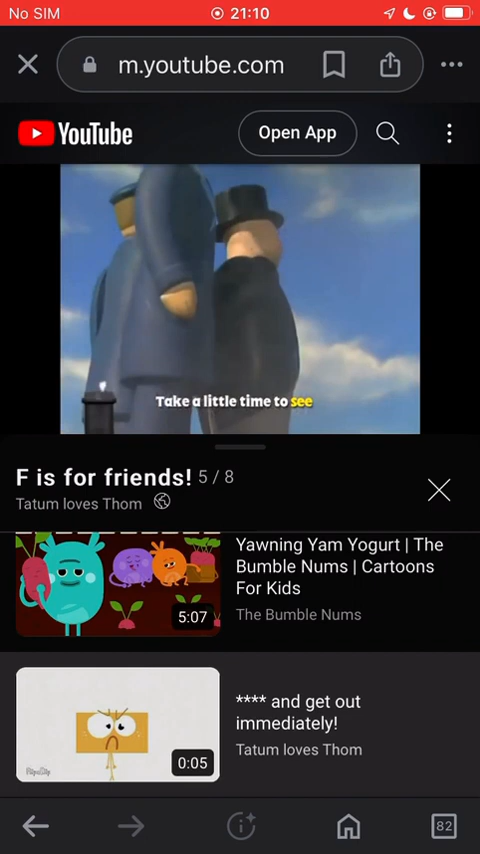 No SIM 21:10
m.youtube.com
YouTube Open App
Take a little time to see
F is for friends! 5 / 8
Tatum loves Thom
5:07
Yawning Yam Yogurt | The
Bumble Nums | Cartoons
For Kids
The Bumble Nums
0:05
**** and get out
immediately!
Tatum loves Thom
82